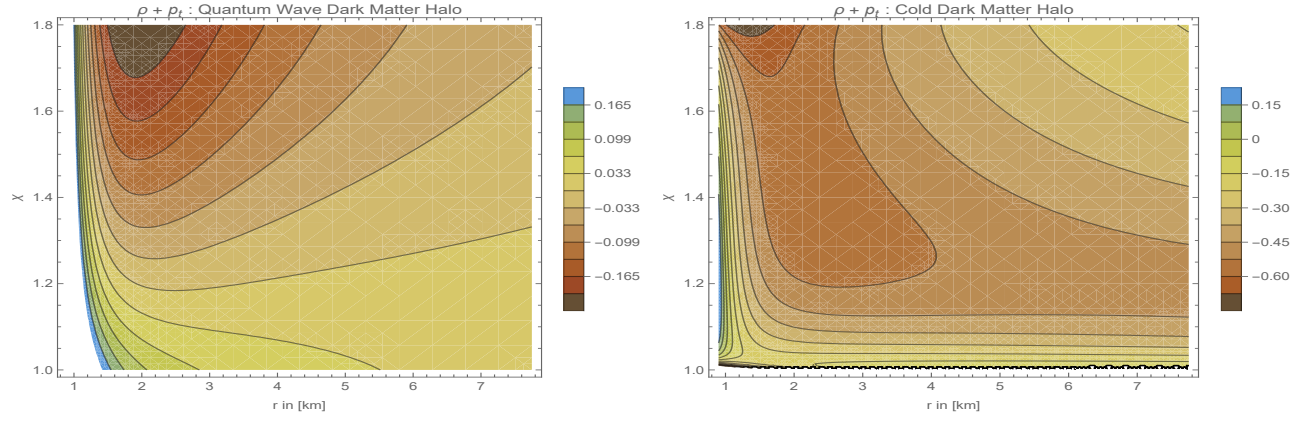 ρ + pₜ : Quantum Wave Dark Matter Halo
1.8
1.6
1.4
1.2
1.0
χ
1 2 3 4 5 6 7
r in [km]
0.165
0.099
0.033
−0.033
−0.099
−0.165
ρ + pₜ : Cold Dark Matter Halo
1.8
1.6
1.4
1.2
1.0
χ
1 2 3 4 5 6 7
r in [km]
0.15
0
−0.15
−0.30
−0.45
−0.60